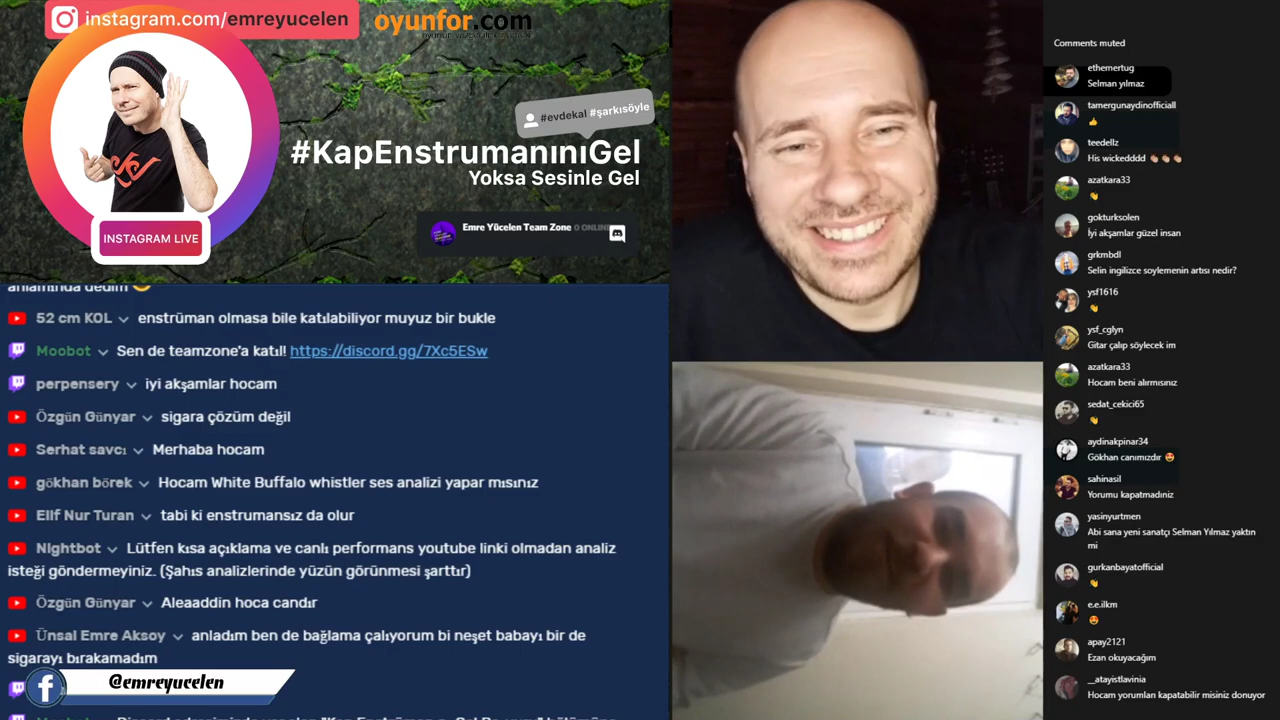 instagram.com/emreyucelen
oyunfor.com
#evdekal #şarkısöyle
#KapEnstrumanınıGel
Yoksa Sesinle Gel
INSTAGRAM LIVE
Emre Yücelen Team Zone 0 ONLINE
anlamında dedim
52 cm KOL enstrüman olmasa bile katılabiliyor muyuz bir bukle
Moobot Sen de teamzone'a katıl! https://discord.gg/7Xc5ESw
perpensery iyi akşamlar hocam
Özgün Günyar sigara çözüm değil
Serhat savcı Merhaba hocam
gökhan börek Hocam White Buffalo whistler ses analizi yapar mısınız
Elif Nur Turan tabi ki enstrumansız da olur
Nightbot Lütfen kısa açıklama ve canlı performans youtube linki olmadan analiz
isteği göndermeyiniz. (Şahıs analizlerinde yüzün görünmesi şarttır)
Özgün Günyar Aleaaddin hoca candır
Ünsal Emre Aksoy anladım ben de bağlama çalıyorum bi neşet babayı bir de
sigarayı bırakamadım
@emreyucelen
Comments muted
ethemertug
Selman yılmaz
tamergunaydinofficiall
teedellz
His wickedddd
azatkara33
gokturksolen
İyi akşamlar güzel insan
grkmbdl
Selin ingilizce soylemenin artısı nedir?
ysf1616
ysf_cglyn
Gitar çalıp söylecek im
azatkara33
Hocam beni alırmısınız
sedat_cekici65
aydinakpinar34
Gökhan canımızdır
sahinasil
Yorumu kapatmadınız
yasinyurtmen
Abi sana yeni sanatçı Selman Yılmaz yaktın
mi
gurkanbayatofficial
e.e.ilkm
apay2121
Ezan okuyacağım
__atayistlavinia
Hocam yorumları kapatabilir misiniz donuyor